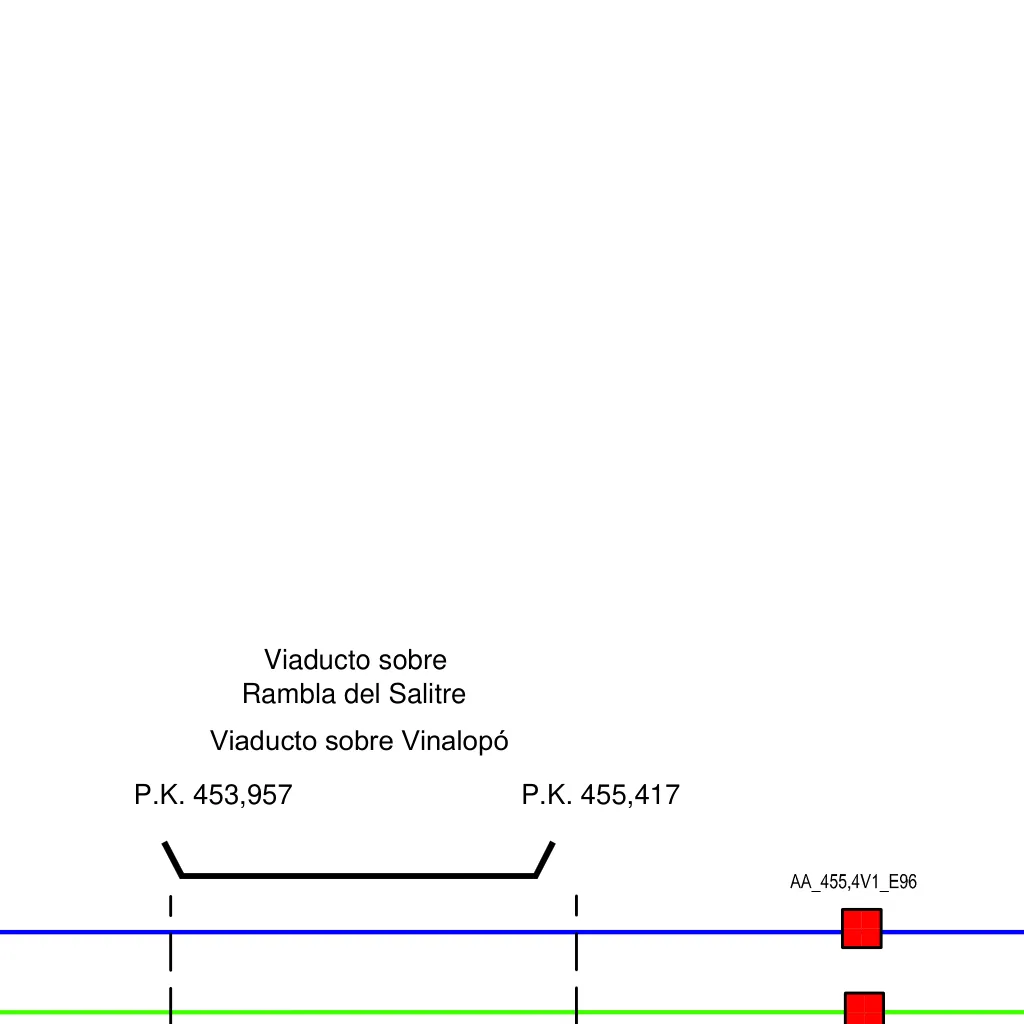 Viaducto sobre
Rambla del Salitre
Viaducto sobre Vinalopó
P.K. 453,957
P.K. 455,417
AA_455,4V1_E96